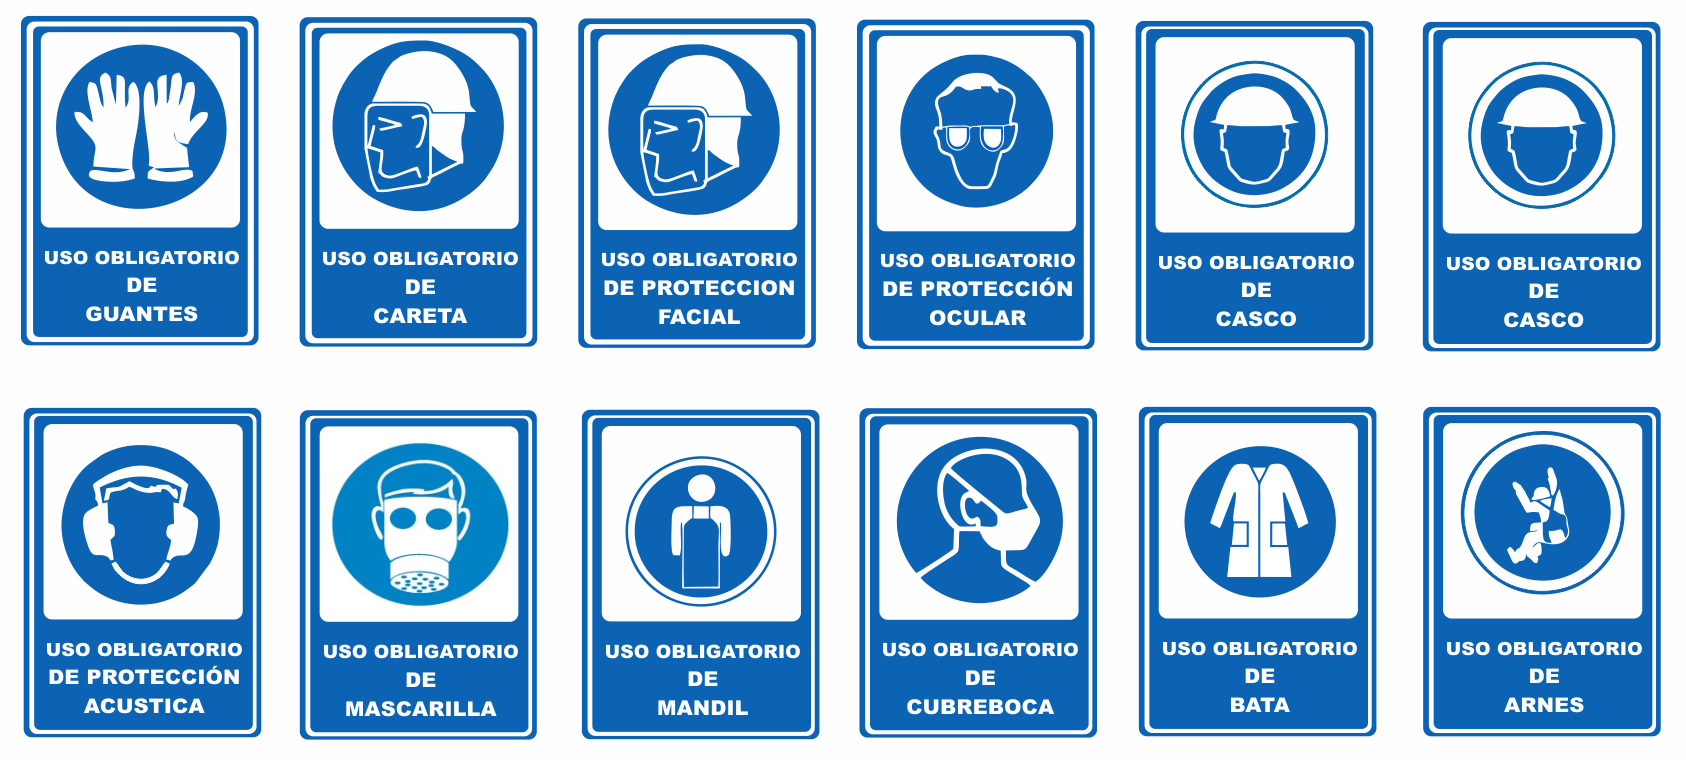 USO OBLIGATORIO
DE
GUANTES
USO OBLIGATORIO
DE
CARETA
USO OBLIGATORIO
DE PROTECCION
FACIAL
USO OBLIGATORIO
DE PROTECCIÓN
OCULAR
USO OBLIGATORIO
DE
CASCO
USO OBLIGATORIO
DE
CASCO
USO OBLIGATORIO
DE PROTECCIÓN
ACUSTICA
USO OBLIGATORIO
DE
MASCARILLA
USO OBLIGATORIO
DE
MANDIL
USO OBLIGATORIO
DE
CUBREBOCA
USO OBLIGATORIO
DE
BATA
USO OBLIGATORIO
DE
ARNES